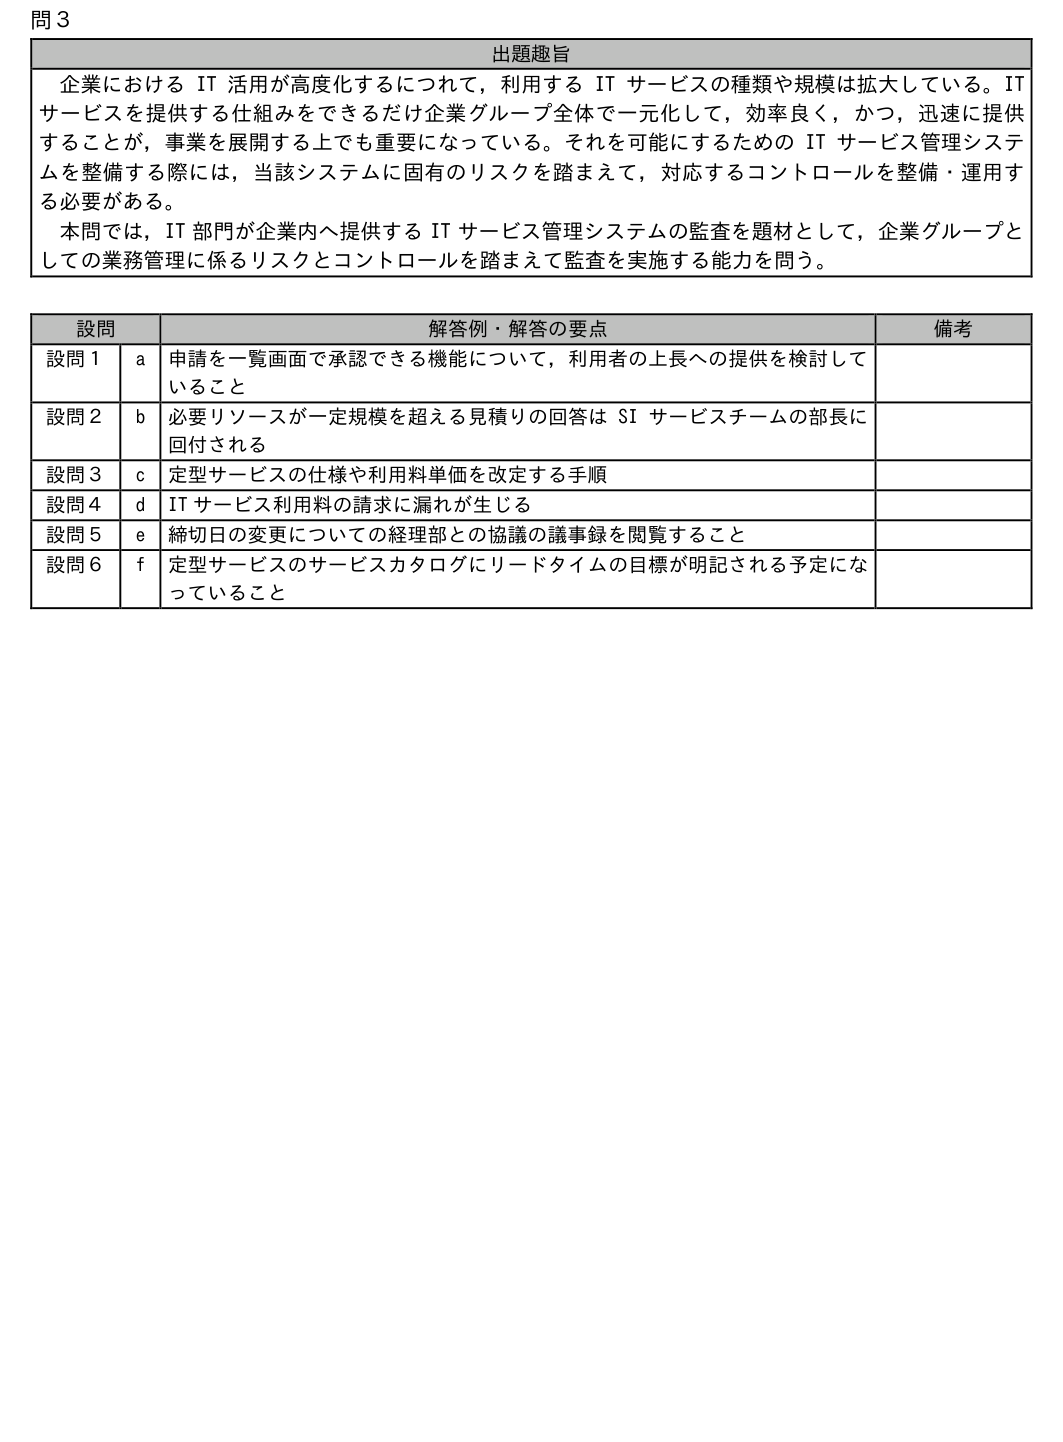 問３
出題趣旨
企業における IT 活用が高度化するにつれて，利用する IT サービスの種類や規模は拡大している。IT
サービスを提供する仕組みをできるだけ企業グループ全体で一元化して，効率良く，かつ，迅速に提供
することが，事業を展開する上でも重要になっている。それを可能にするための IT サービス管理システ
ムを整備する際には，当該システムに固有のリスクを踏まえて，対応するコントロールを整備・運用す
る必要がある。
本問では，IT 部門が企業内へ提供する IT サービス管理システムの監査を題材として，企業グループと
しての業務管理に係るリスクとコントロールを踏まえて監査を実施する能力を問う。
設問 解答例・解答の要点 備考
設問１ a 申請を一覧画面で承認できる機能について，利用者の上長への提供を検討して
いること
設問２ b 必要リソースが一定規模を超える見積りの回答は SI サービスチームの部長に
回付される
設問３ c 定型サービスの仕様や利用料単価を改定する手順
設問４ d IT サービス利用料の請求に漏れが生じる
設問５ e 締切日の変更についての経理部との協議の議事録を閲覧すること
設問６ f 定型サービスのサービスカタログにリードタイムの目標が明記される予定にな
っていること